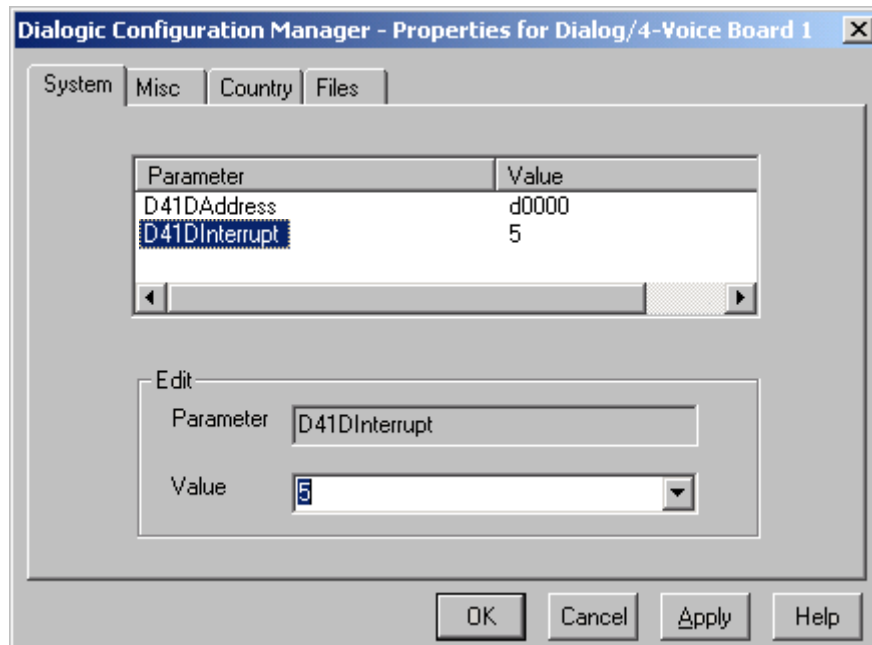 Dialogic Configuration Manager - Properties for Dialog/4-Voice Board 1
System Misc Country Files
Parameter Value
D41DAddress d0000
D41DInterrupt 5
Edit
Parameter D41DInterrupt
Value 5
OK Cancel Apply Help